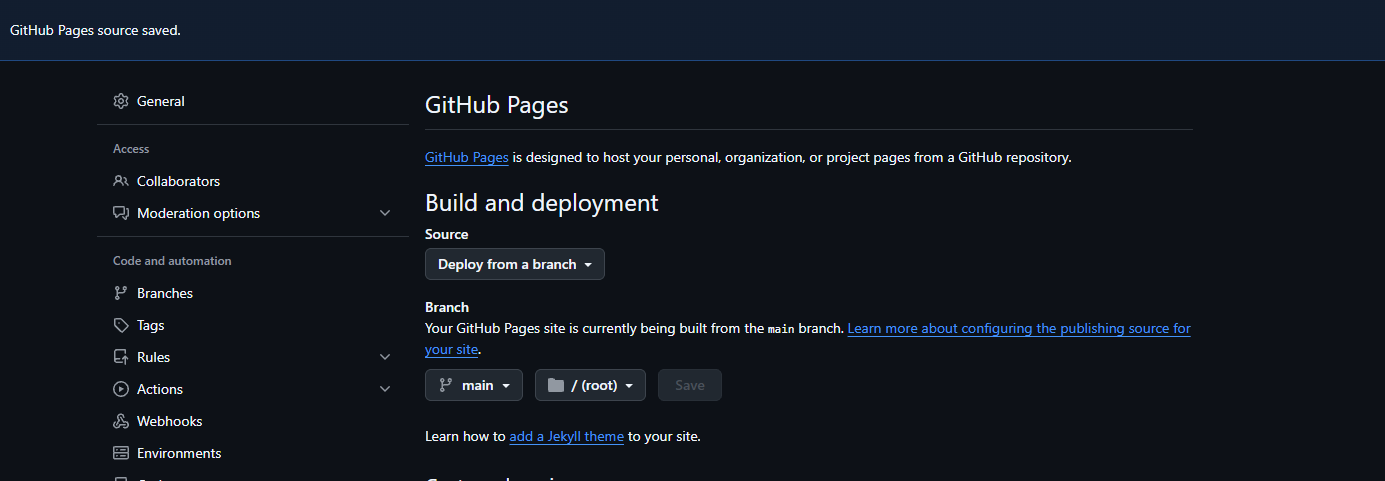 GitHub Pages source saved.
General
Access
Collaborators
Moderation options
Code and automation
Branches
Tags
Rules
Actions
Webhooks
Environments
GitHub Pages
GitHub Pages is designed to host your personal, organization, or project pages from a GitHub repository.
Build and deployment
Source
Deploy from a branch
Branch
Your GitHub Pages site is currently being built from the main branch. Learn more about configuring the publishing source for
your site.
main
/ (root)
Save
Learn how to add a Jekyll theme to your site.